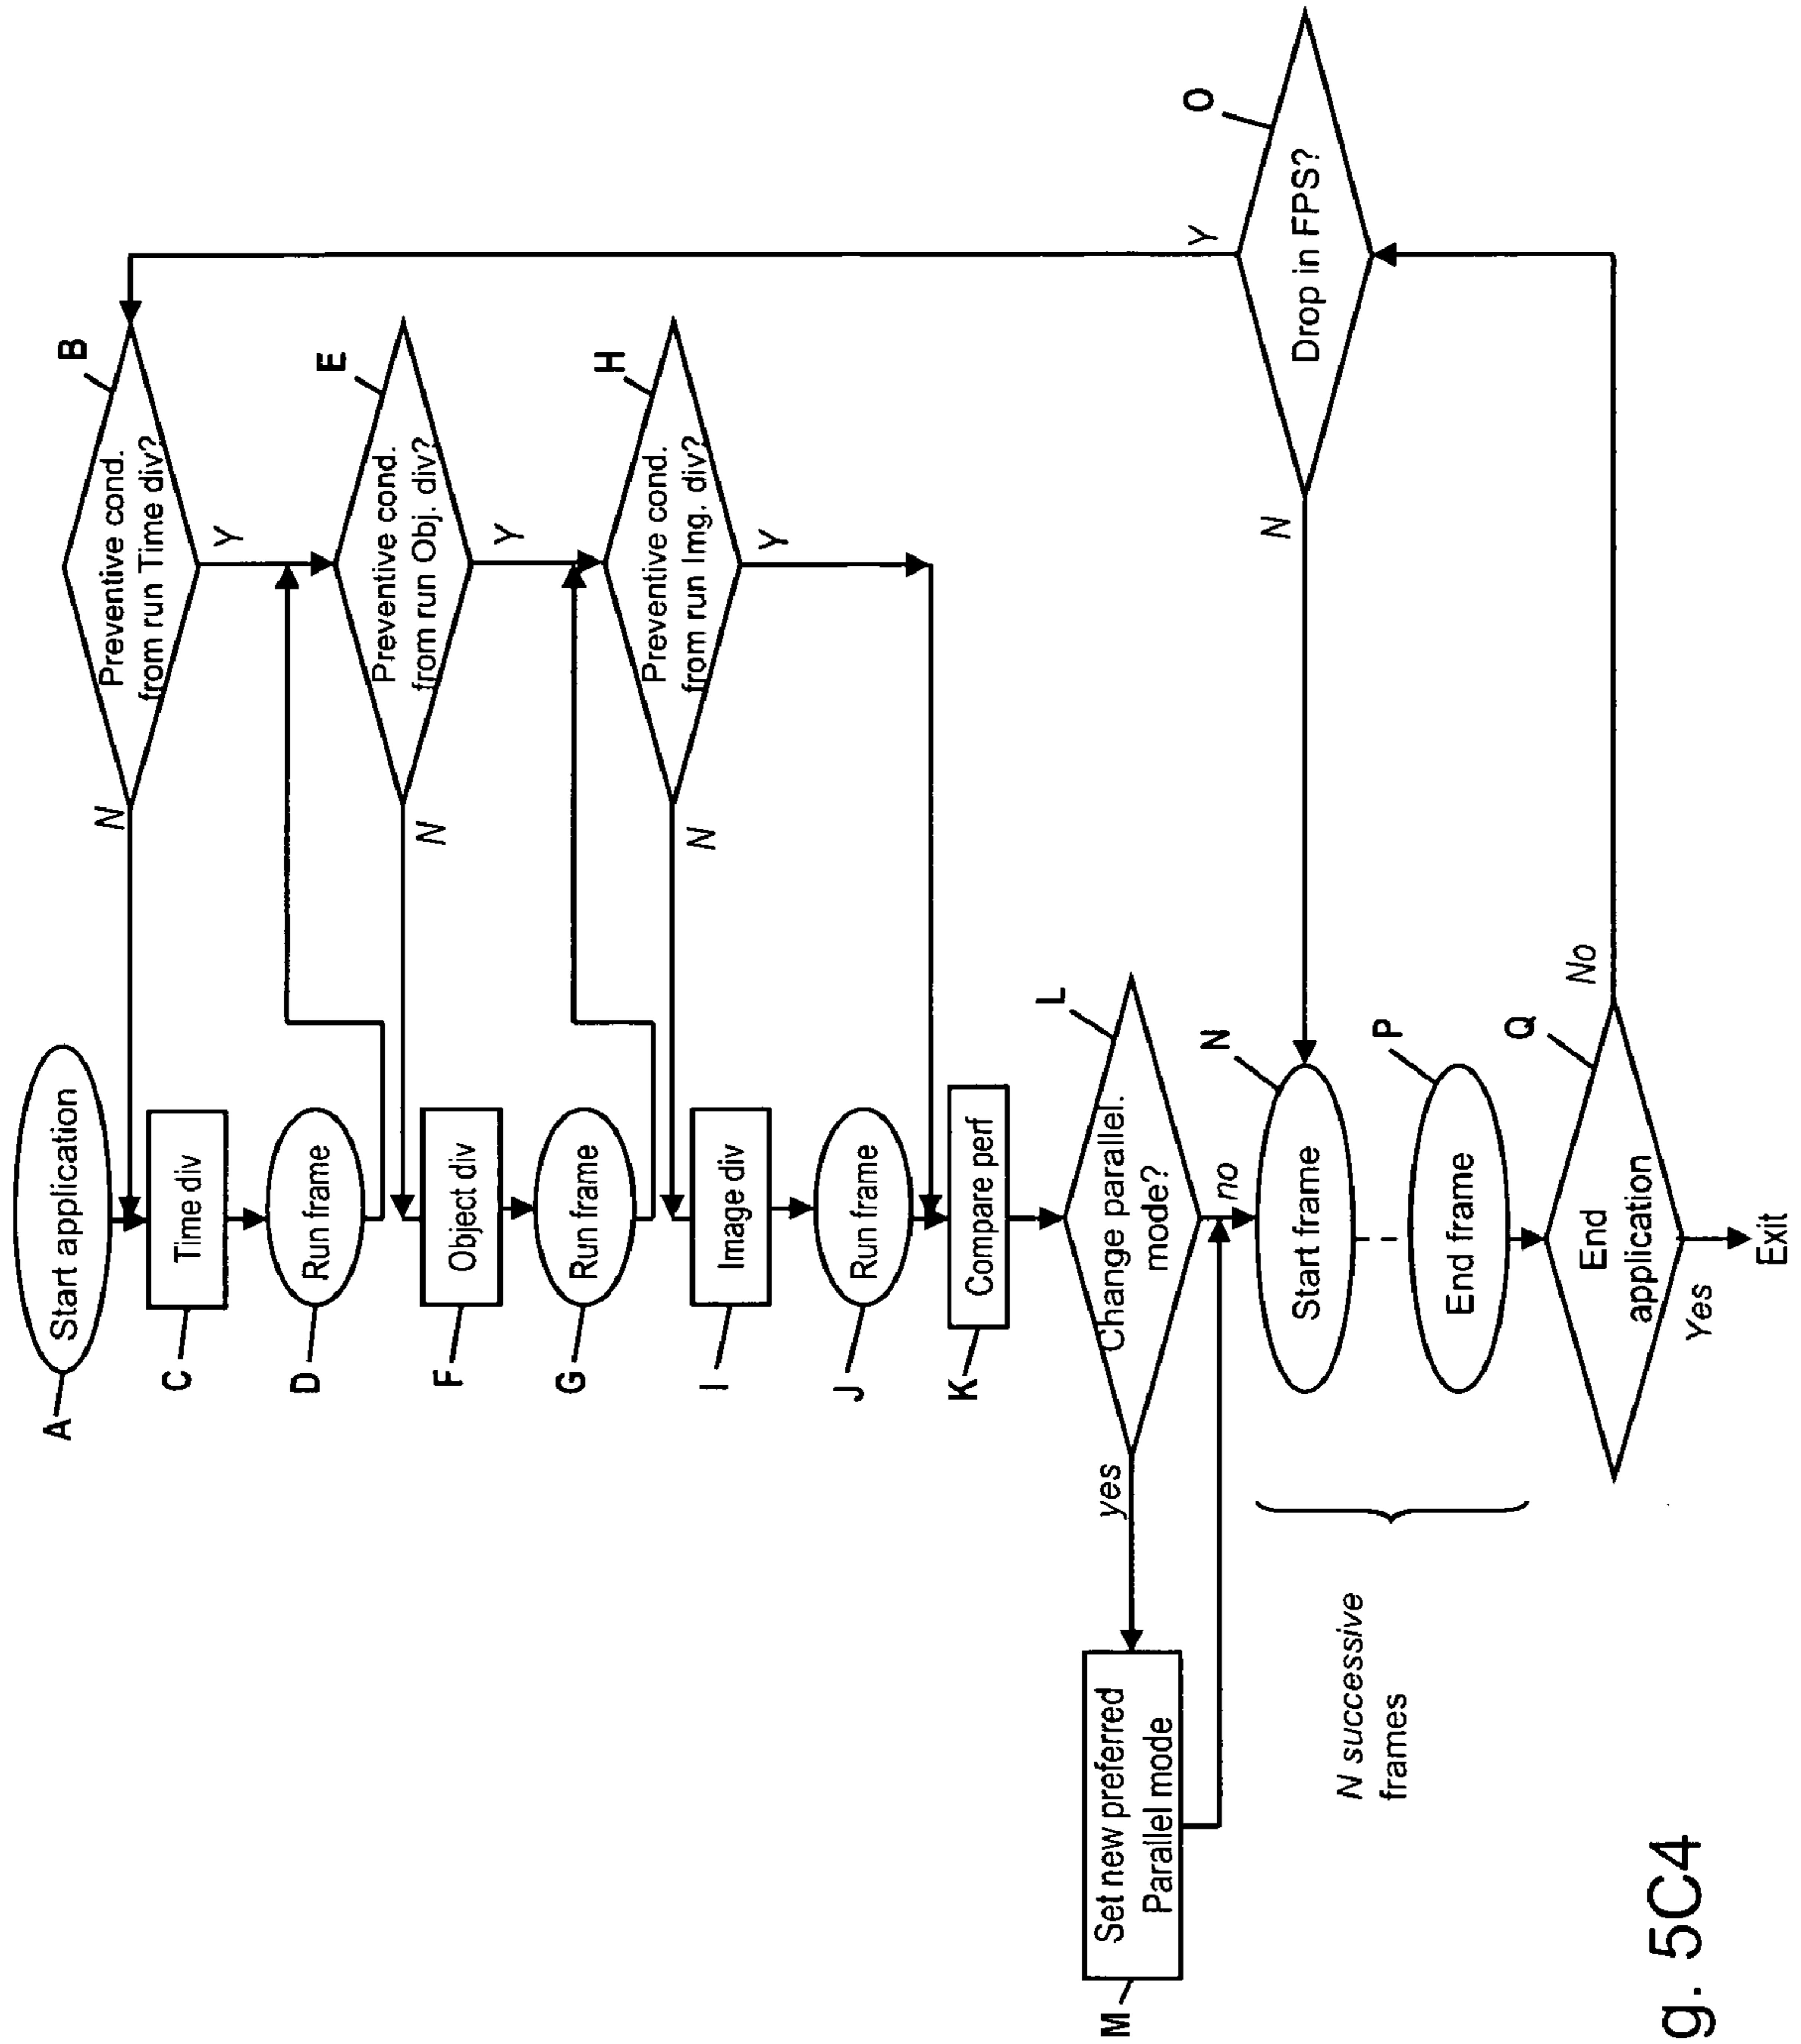 A
Start application
B
Preventive cond.
from run Time div?
N
Y
C
Time div
D
Run frame
E
Preventive cond.
from run Obj. div?
N
Y
F
Object div
G
Run frame
H
Preventive cond.
from run Img. div?
N
Y
I
Image div
J
Run frame
K
Compare perf
L
Change parallel.
mode?
yes
no
M
Set new preferred
Parallel mode
N
Start frame
O
Drop in FPS?
Y
N
P
End frame
N successive
frames
Q
End
application
No
Yes
Exit
g. 5C4